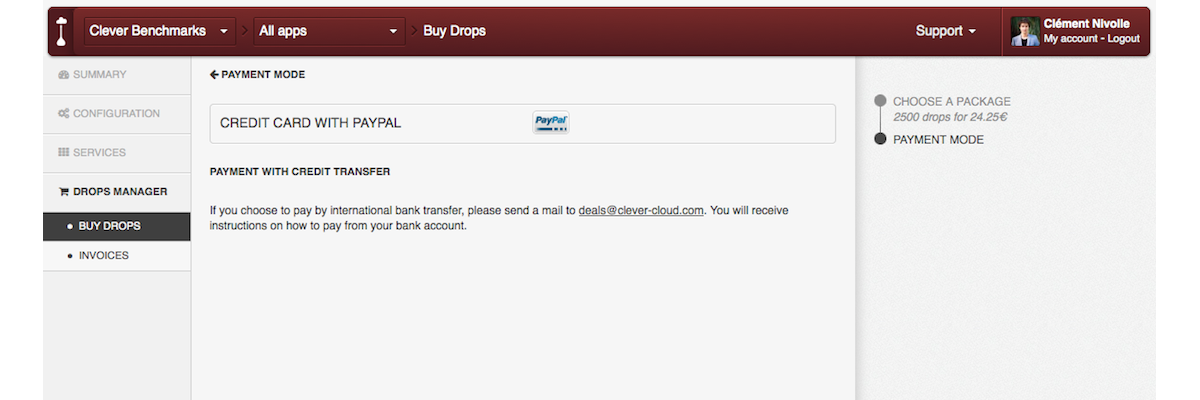 Clever Benchmarks
All apps
Buy Drops
Support
Clément Nivolle
My account - Logout
SUMMARY
CONFIGURATION
SERVICES
DROPS MANAGER
BUY DROPS
INVOICES
PAYMENT MODE
CREDIT CARD WITH PAYPAL
PayPal
PAYMENT WITH CREDIT TRANSFER
If you choose to pay by international bank transfer, please send a mail to deals@clever-cloud.com. You will receive
instructions on how to pay from your bank account.
CHOOSE A PACKAGE
2500 drops for 24.25€
PAYMENT MODE